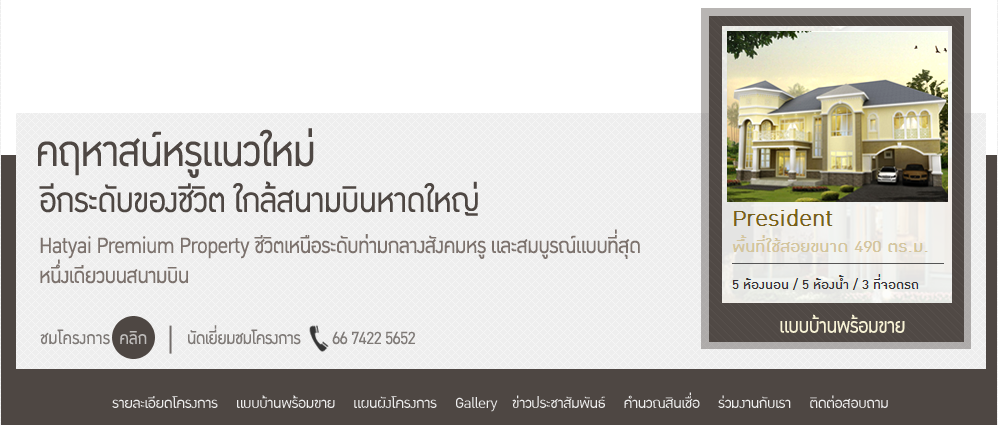 คฤหาสน์หรูแนวใหม่
อีกระดับของชีวิต ใกล้สนามบินหาดใหญ่
Hatyai Premium Property ชีวิตเหนือระดับท่ามกลางสังคมหรู และสมบูรณ์แบบที่สุด
หนึ่งเดียวบนสนามบิน
ชมโครงการ คลิก | นัดเยี่ยมชมโครงการ 66 7422 5652
President
พื้นที่ใช้สอยขนาด 490 ตร.ม.
5 ห้องนอน / 5 ห้องน้ำ / 3 ที่จอดรถ
แบบบ้านพร้อมขาย
รายละเอียดโครงการ แบบบ้านพร้อมขาย แผนผังโครงการ Gallery ข่าวประชาสัมพันธ์ คำนวณสินเชื่อ ร่วมงานกับเรา ติดต่อสอบถาม